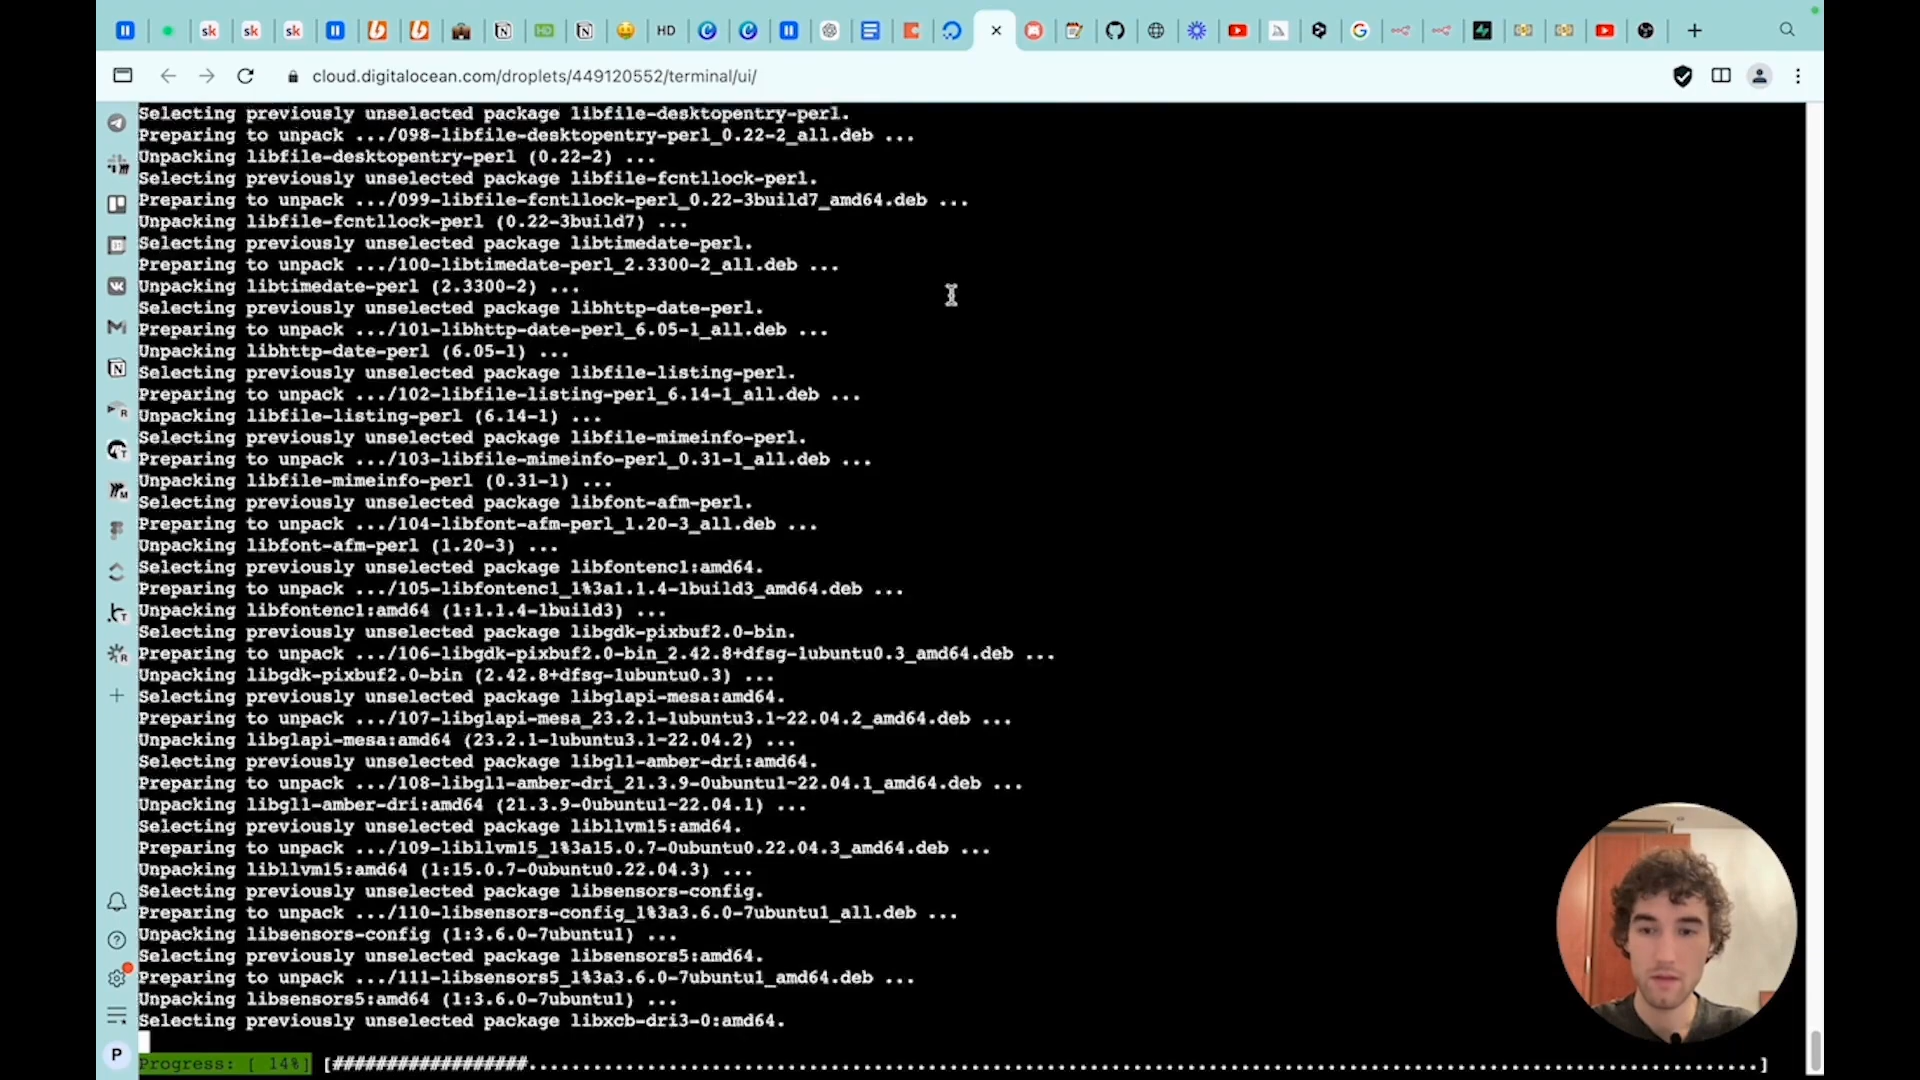 HD
cloud.digitalocean.com/droplets/449120552/terminal/ui/
Selecting previously unselected package libfile-desktopentry-perl.
Preparing to unpack .../098-libfile-desktopentry-perl_0.22-2_all.deb ...
Unpacking libfile-desktopentry-perl (0.22-2) ...
Selecting previously unselected package libfile-fcntllock-perl.
Preparing to unpack .../099-libfile-fcntllock-perl_0.22-3build7_amd64.deb ...
Unpacking libfile-fcntllock-perl (0.22-3build7) ...
Selecting previously unselected package libtimedate-perl.
Preparing to unpack .../100-libtimedate-perl_2.3300-2_all.deb ...
Unpacking libtimedate-perl (2.3300-2) ...
Selecting previously unselected package libhttp-date-perl.
Preparing to unpack .../101-libhttp-date-perl_6.05-1_all.deb ...
Unpacking libhttp-date-perl (6.05-1) ...
Selecting previously unselected package libfile-listing-perl.
Preparing to unpack .../102-libfile-listing-perl_6.14-1_all.deb ...
Unpacking libfile-listing-perl (6.14-1) ...
Selecting previously unselected package libfile-mimeinfo-perl.
Preparing to unpack .../103-libfile-mimeinfo-perl_0.31-1_all.deb ...
Unpacking libfile-mimeinfo-perl (0.31-1) ...
Selecting previously unselected package libfont-afm-perl.
Preparing to unpack .../104-libfont-afm-perl_1.20-3_all.deb ...
Unpacking libfont-afm-perl (1.20-3) ...
Selecting previously unselected package libfontenc1:amd64.
Preparing to unpack .../105-libfontenc1_1%3a1.1.4-1build3_amd64.deb ...
Unpacking libfontenc1:amd64 (1:1.1.4-1build3) ...
Selecting previously unselected package libgdk-pixbuf2.0-bin.
Preparing to unpack .../106-libgdk-pixbuf2.0-bin_2.42.8+dfsg-1ubuntu0.3_amd64.deb ...
Unpacking libgdk-pixbuf2.0-bin (2.42.8+dfsg-1ubuntu0.3) ...
Selecting previously unselected package libglapi-mesa:amd64.
Preparing to unpack .../107-libglapi-mesa_23.2.1-1ubuntu3.1~22.04.2_amd64.deb ...
Unpacking libglapi-mesa:amd64 (23.2.1-1ubuntu3.1~22.04.2) ...
Selecting previously unselected package libgl1-amber-dri:amd64.
Preparing to unpack .../108-libgl1-amber-dri_21.3.9-0ubuntu1~22.04.1_amd64.deb ...
Unpacking libgl1-amber-dri:amd64 (21.3.9-0ubuntu1~22.04.1) ...
Selecting previously unselected package libllvm15:amd64.
Preparing to unpack .../109-libllvm15_1%3a15.0.7-0ubuntu0.22.04.3_amd64.deb ...
Unpacking libllvm15:amd64 (1:15.0.7-0ubuntu0.22.04.3) ...
Selecting previously unselected package libsensors-config.
Preparing to unpack .../110-libsensors-config_1%3a3.6.0-7ubuntu1_all.deb ...
Unpacking libsensors-config (1:3.6.0-7ubuntu1) ...
Selecting previously unselected package libsensors5:amd64.
Preparing to unpack .../111-libsensors5_1%3a3.6.0-7ubuntu1_amd64.deb ...
Unpacking libsensors5:amd64 (1:3.6.0-7ubuntu1) ...
Selecting previously unselected package libxcb-dri3-0:amd64.
P
Progress: [ 14%] [##################..................................................................................................................]